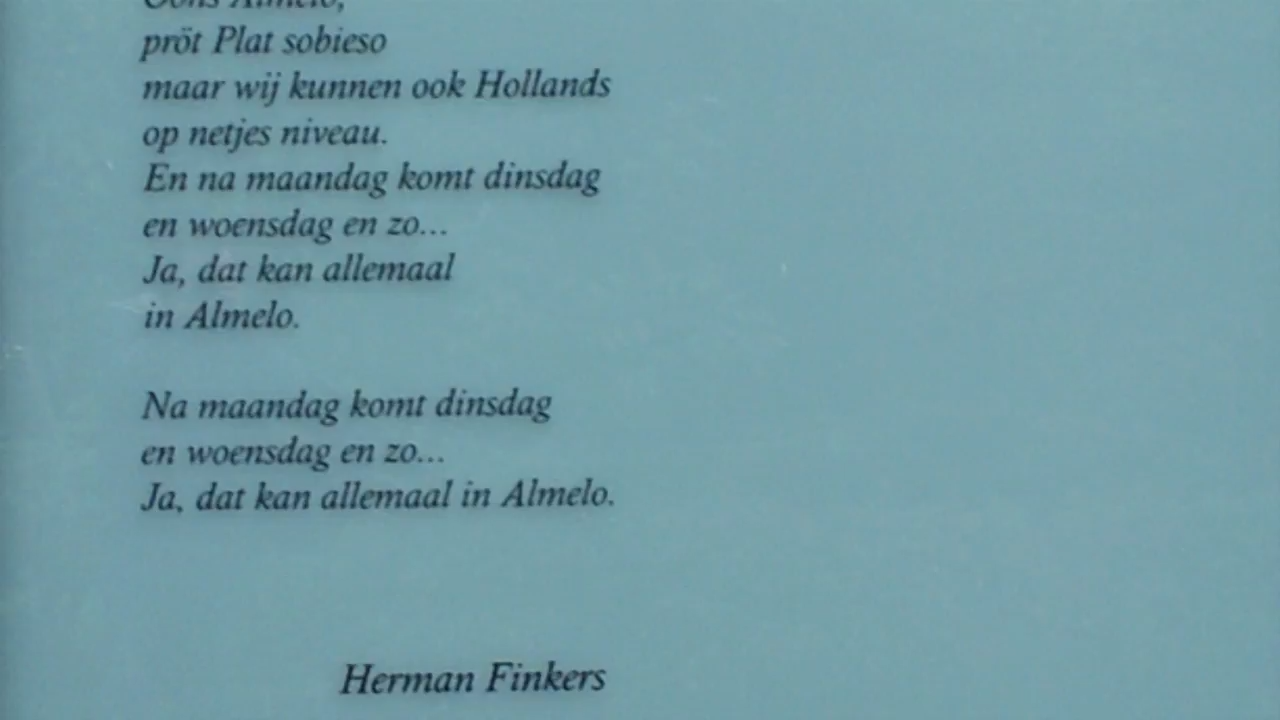 Oons Almelo,
pröt Plat sobieso
maar wij kunnen ook Hollands
op netjes niveau.
En na maandag komt dinsdag
en woensdag en zo...
Ja, dat kan allemaal
in Almelo.
Na maandag komt dinsdag
en woensdag en zo...
Ja, dat kan allemaal in Almelo.
Herman Finkers